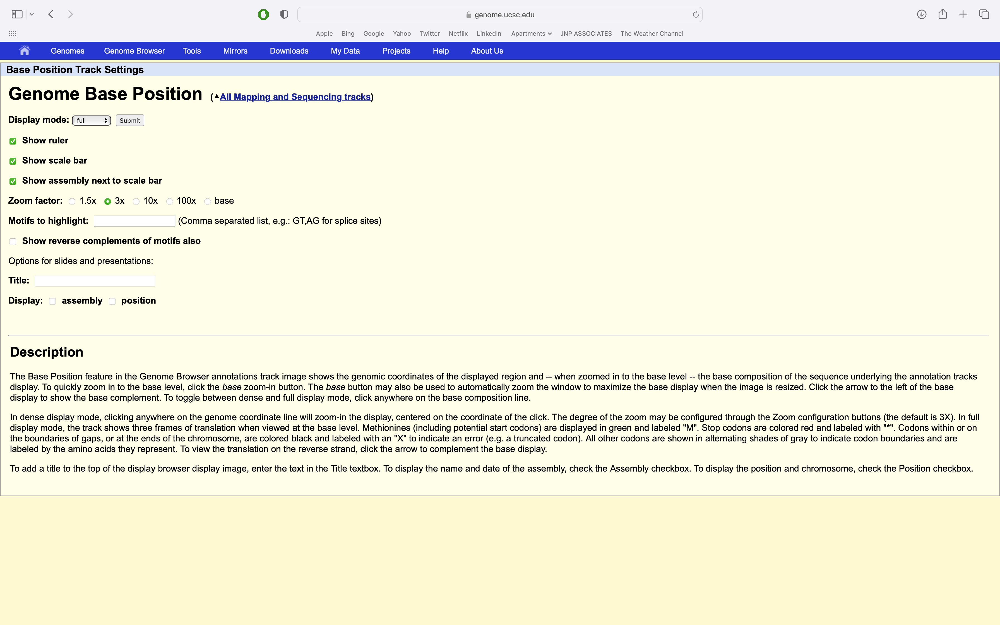 genome.ucsc.edu
Apple Bing Google Yahoo Twitter Netflix LinkedIn Apartments JNP ASSOCIATES The Weather Channel
Genomes Genome Browser Tools Mirrors Downloads My Data Projects Help About Us
Base Position Track Settings
Genome Base Position (All Mapping and Sequencing tracks)
Display mode: full Submit
Show ruler
Show scale bar
Show assembly next to scale bar
Zoom factor: 1.5x 3x 10x 100x base
Motifs to highlight: (Comma separated list, e.g.: GT,AG for splice sites)
Show reverse complements of motifs also
Options for slides and presentations:
Title:
Display: assembly position
Description
The Base Position feature in the Genome Browser annotations track image shows the genomic coordinates of the displayed region and -- when zoomed in to the base level -- the base composition of the sequence underlying the annotation tracks
display. To quickly zoom in to the base level, click the base zoom-in button. The base button may also be used to automatically zoom the window to maximize the base display when the image is resized. Click the arrow to the left of the base
display to show the base complement. To toggle between dense and full display mode, click anywhere on the base composition line.
In dense display mode, clicking anywhere on the genome coordinate line will zoom-in the display, centered on the coordinate of the click. The degree of the zoom may be configured through the Zoom configuration buttons (the default is 3X). In full
display mode, the track shows three frames of translation when viewed at the base level. Methionines (including potential start codons) are displayed in green and labeled "M". Stop codons are colored red and labeled with "*". Codons within or on
the boundaries of gaps, or at the ends of the chromosome, are colored black and labeled with an "X" to indicate an error (e.g. a truncated codon). All other codons are shown in alternating shades of gray to indicate codon boundaries and are
labeled by the amino acids they represent. To view the translation on the reverse strand, click the arrow to complement the base display.
To add a title to the top of the display browser display image, enter the text in the Title textbox. To display the name and date of the assembly, check the Assembly checkbox. To display the position and chromosome, check the Position checkbox.